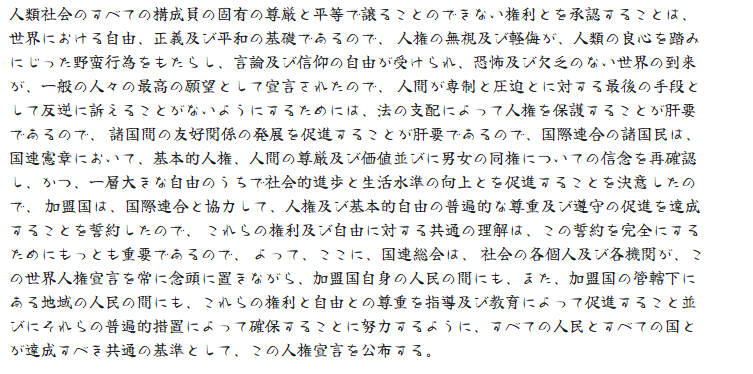 人類社会のすべての構成員の固有の尊厳と平等で譲ることのできない権利とを承認することは、
世界における自由、正義及び平和の基礎であるので、 人権の無視及び軽侮が、人類の良心を踏み
にじった野蛮行為をもたらし、言論及び信仰の自由が受けられ、恐怖及び欠乏のない世界の到来
が、一般の人々の最高の願望として宣言されたので、 人間が専制と圧迫とに対する最後の手段と
して反逆に訴えることがないようにするためには、法の支配によって人権を保護することが肝要
であるので、 諸国間の友好関係の発展を促進することが肝要であるので、国際連合の諸国民は、
国連憲章において、基本的人権、人間の尊厳及び価値並びに男女の同権についての信念を再確認
し、かつ、一層大きな自由のうちで社会的進歩と生活水準の向上とを促進することを決意したの
で、 加盟国は、国際連合と協力して、人権及び基本的自由の普遍的な尊重及び遵守の促進を達成
することを誓約したので、 これらの権利及び自由に対する共通の理解は、この誓約を完全にする
ためにもっとも重要であるので、 よって、ここに、国連総会は、 社会の各個人及び各機関が、こ
の世界人権宣言を常に念頭に置きながら、加盟国自身の人民の間にも、また、加盟国の管轄下に
ある地域の人民の間にも、これらの権利と自由との尊重を指導及び教育によって促進すること並
びにそれらの普遍的措置によって確保することに努力するように、すべての人民とすべての国と
が達成すべき共通の基準として、この人権宣言を公布する。